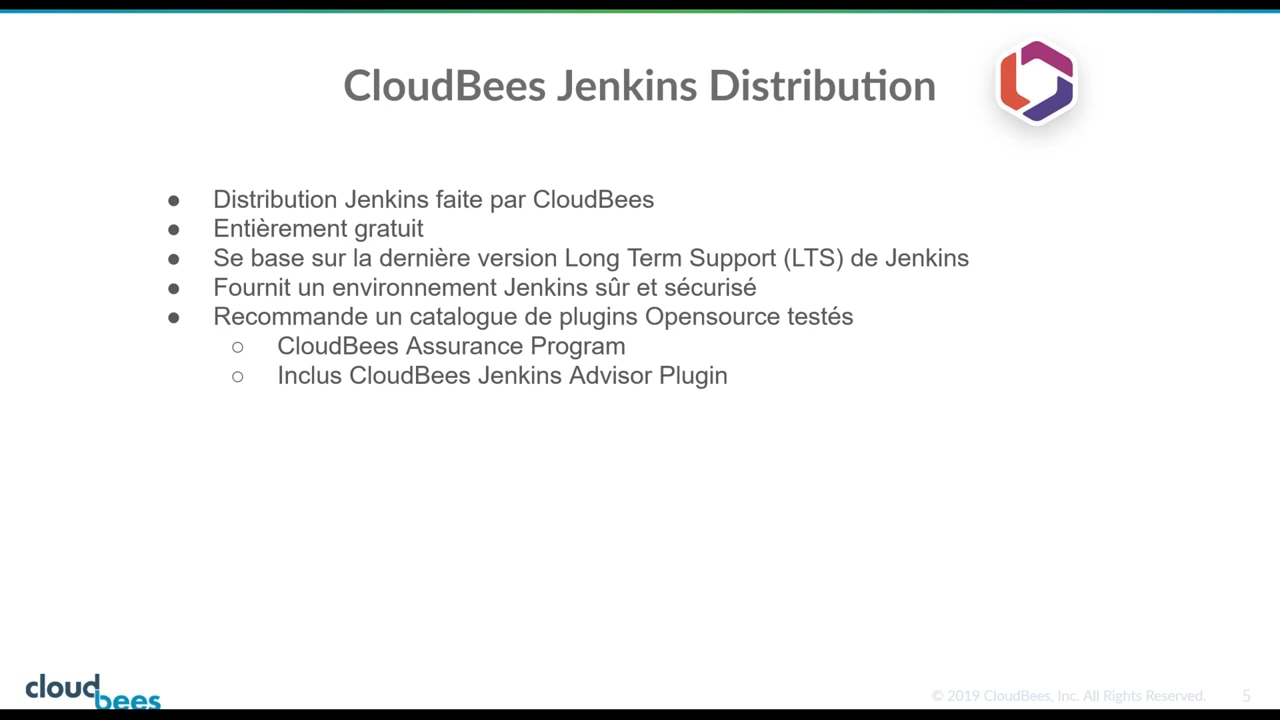 CloudBees Jenkins Distribution
● Distribution Jenkins faite par CloudBees
● Entièrement gratuit
● Se base sur la dernière version Long Term Support (LTS) de Jenkins
● Fournit un environnement Jenkins sûr et sécurisé
● Recommande un catalogue de plugins Opensource testés
○ CloudBees Assurance Program
○ Inclus CloudBees Jenkins Advisor Plugin
cloud
bees
© 2019 CloudBees, Inc. All Rights Reserved. 5